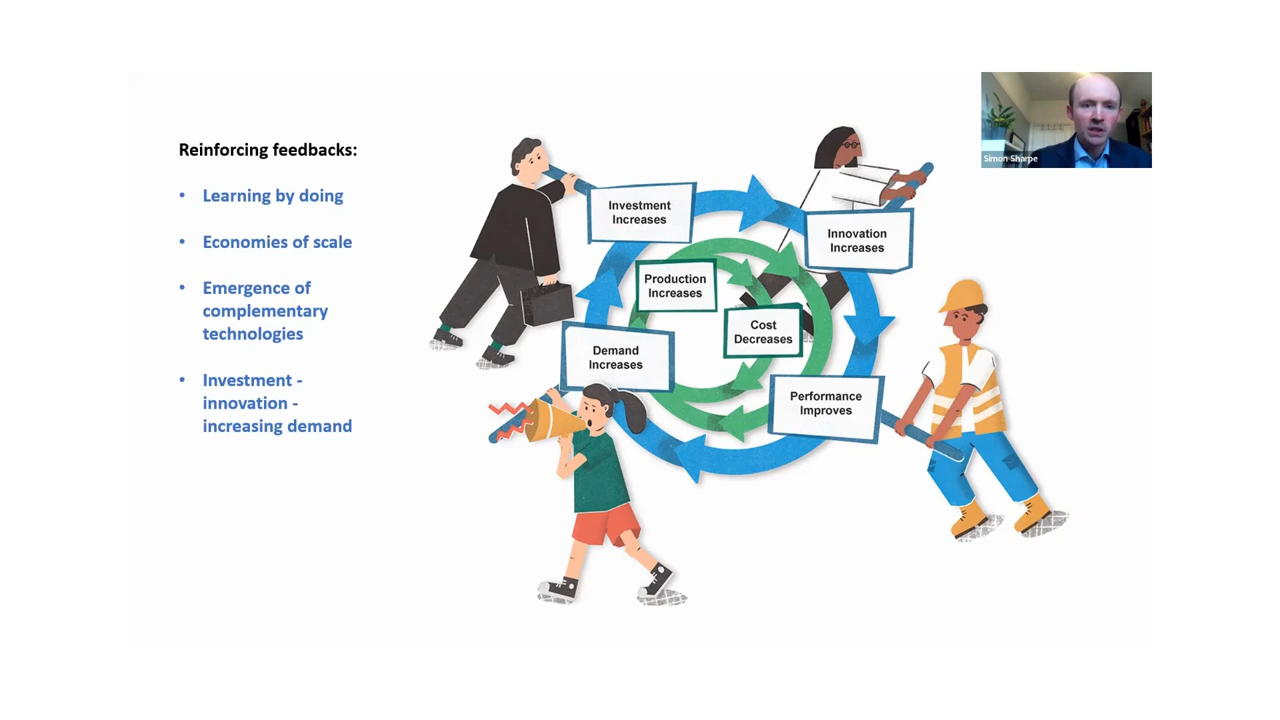 Reinforcing feedbacks:
• Learning by doing
• Economies of scale
• Emergence of
complementary
technologies
• Investment -
innovation -
increasing demand
Investment
Increases
Innovation
Increases
Production
Increases
Cost
Decreases
Demand
Increases
Performance
Improves
Simon Sharpe